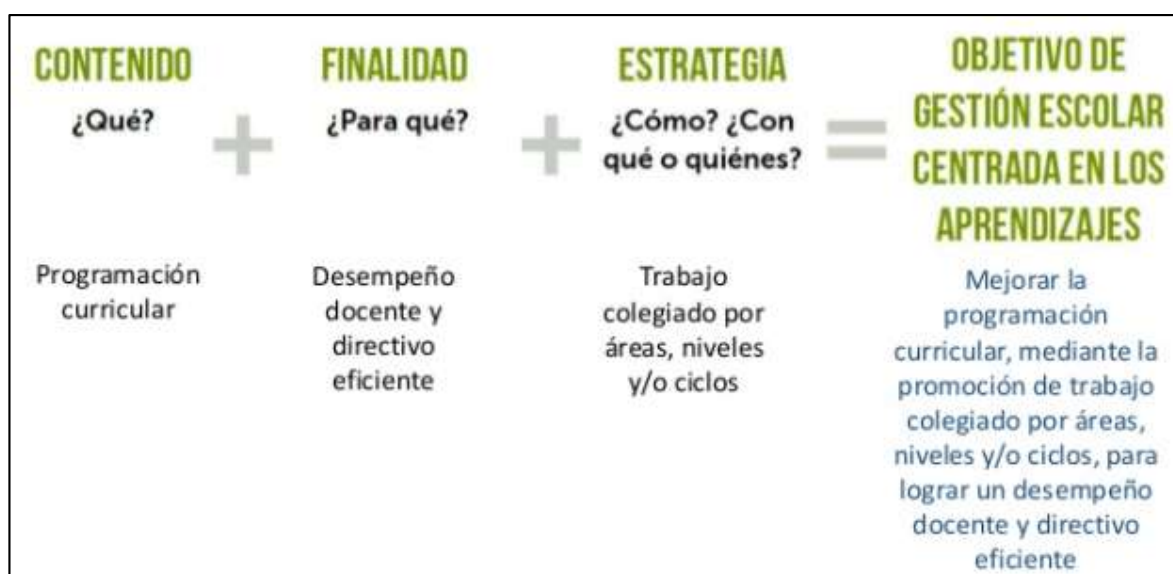 CONTENIDO
¿Qué?
+
FINALIDAD
¿Para qué?
+
ESTRATEGIA
¿Cómo? ¿Con
qué o quiénes?
=
OBJETIVO DE
GESTIÓN ESCOLAR
CENTRADA EN LOS
APRENDIZAJES
Programación
curricular
Desempeño
docente y
directivo
eficiente
Trabajo
colegiado por
áreas, niveles
y/o ciclos
Mejorar la
programación
curricular, mediante la
promoción de trabajo
colegiado por áreas,
niveles y/o ciclos, para
lograr un desempeño
docente y directivo
eficiente